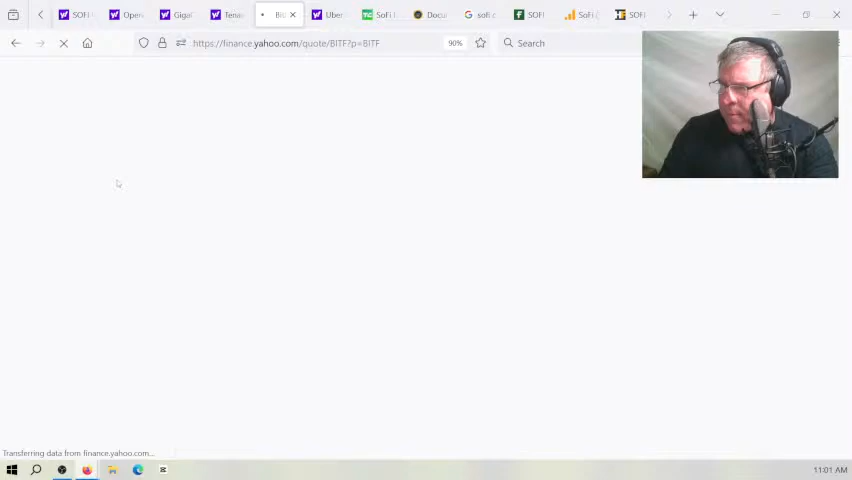 SOFI
Open
Giga
Tena
Bit
Uber
SoFi I
Docu
sofi c
SOFI
SoFi (
SOFI
https://finance.yahoo.com/quote/BITF?p=BITF
90%
Search
Transferring data from finance.yahoo.com...
11:01 AM